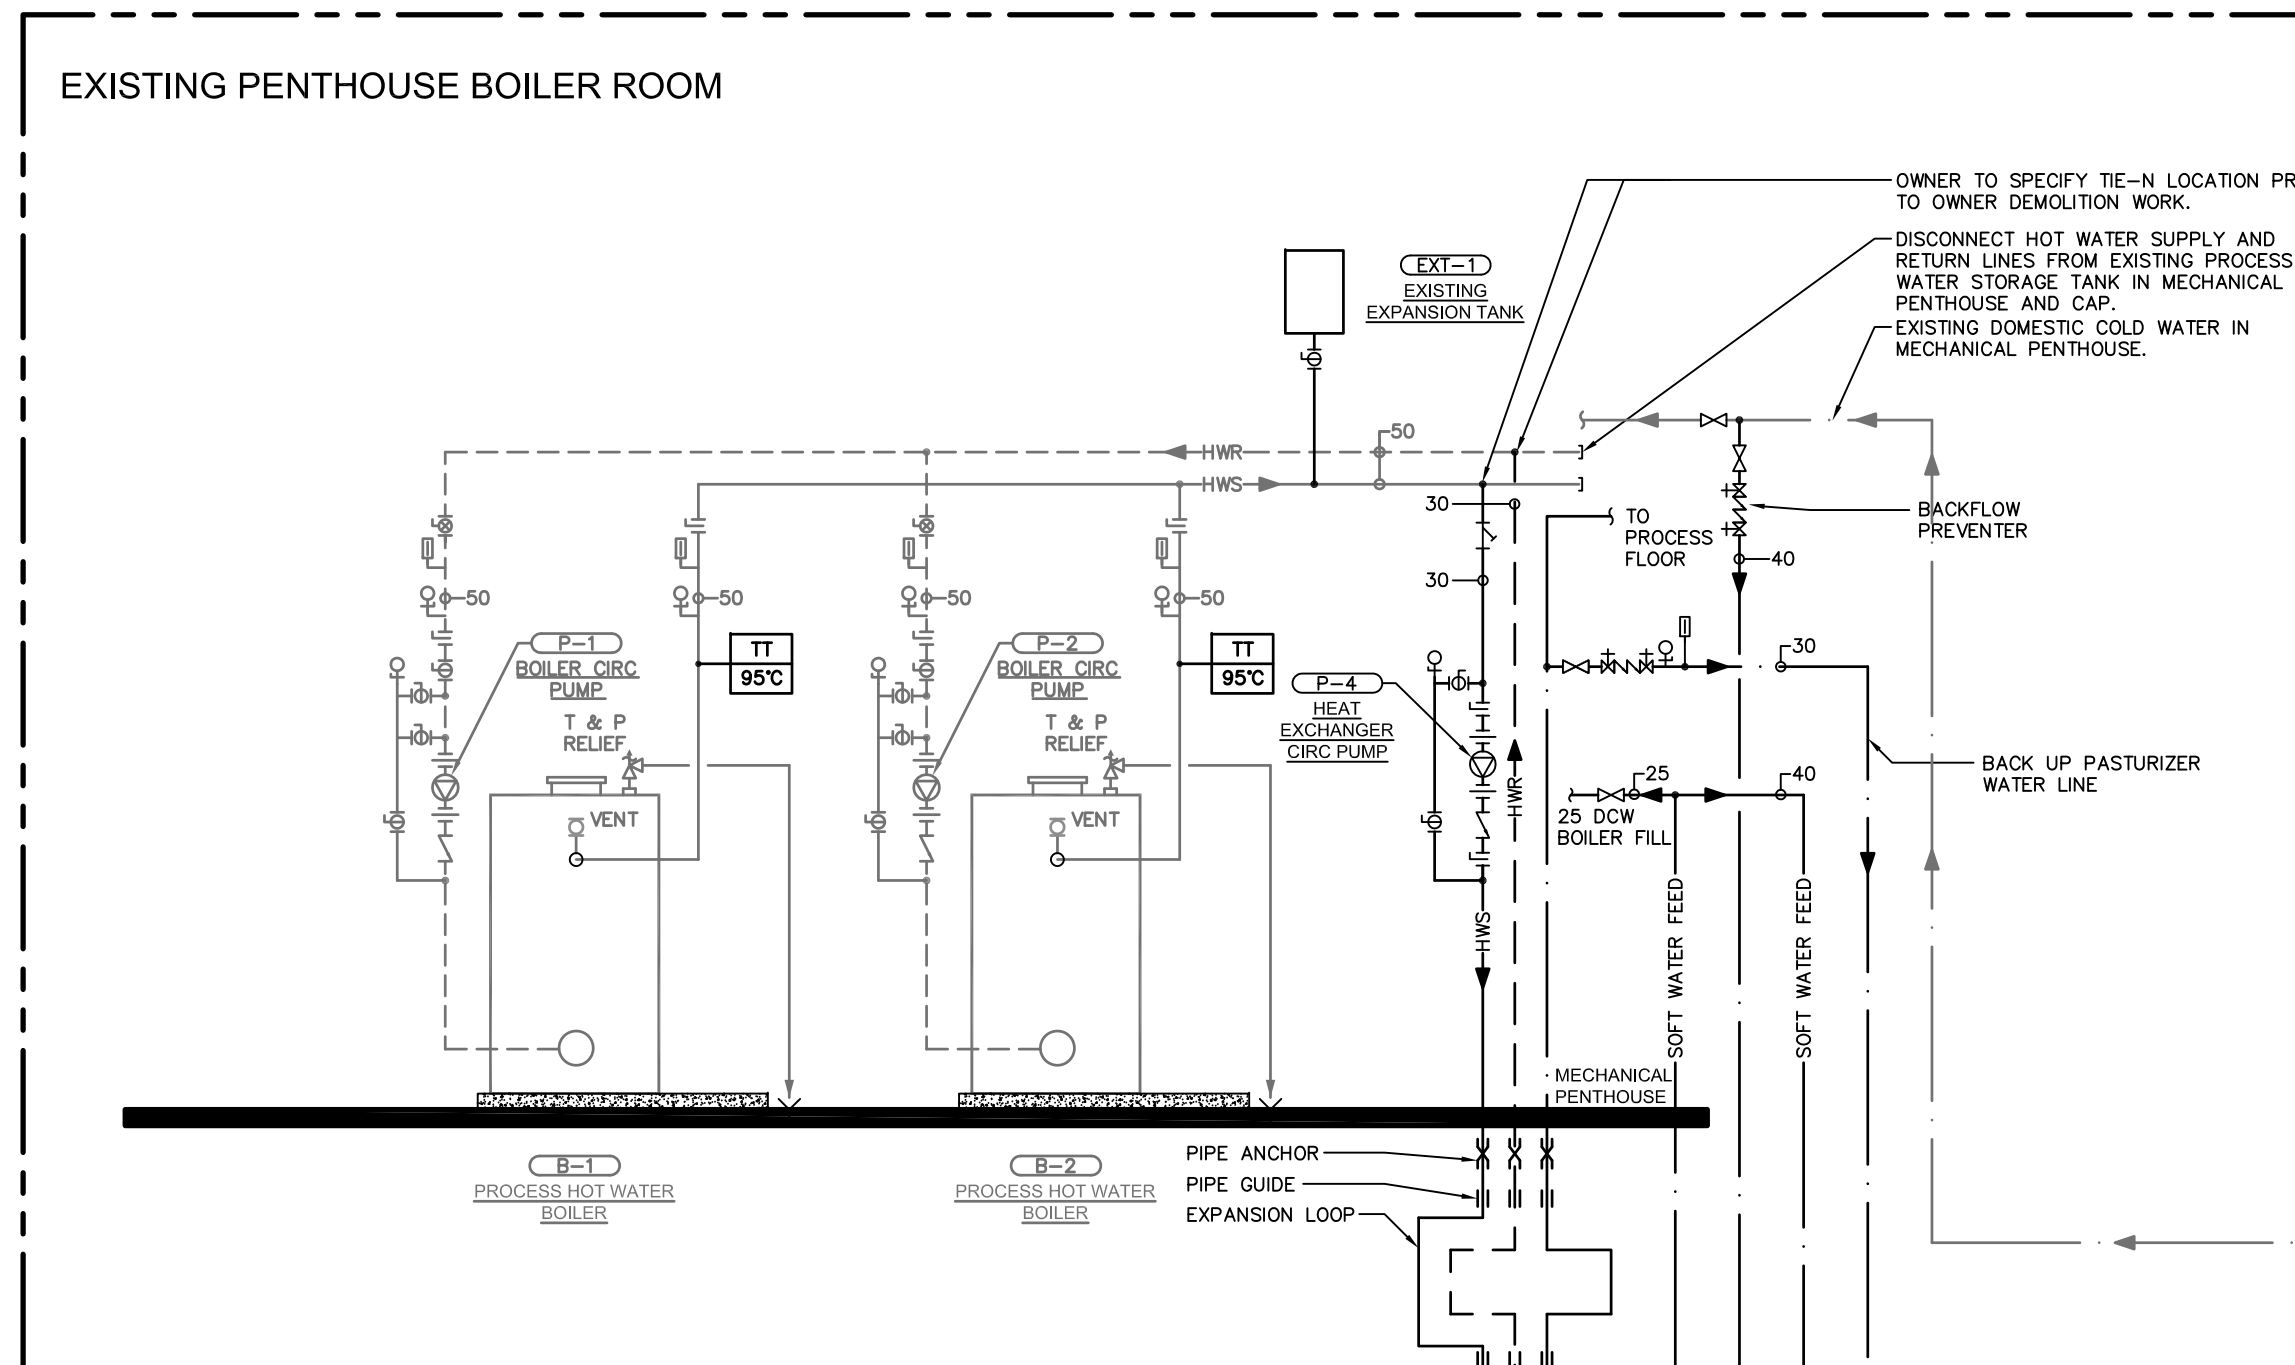 EXISTING PENTHOUSE BOILER ROOM
OWNER TO SPECIFY TIE-N LOCATION PR
TO OWNER DEMOLITION WORK.
DISCONNECT HOT WATER SUPPLY AND
RETURN LINES FROM EXISTING PROCESS
WATER STORAGE TANK IN MECHANICAL
PENTHOUSE AND CAP.
EXISTING DOMESTIC COLD WATER IN
MECHANICAL PENTHOUSE.
EXT-1
EXISTING
EXPANSION TANK
50
HWR
HWS
30
TO
PROCESS
FLOOR
BACKFLOW
PREVENTER
40
30
50
50
50
50
P-1
BOILER CIRC
PUMP
TT
95°C
P-2
BOILER CIRC
PUMP
TT
95°C
30
P-4
HEAT
EXCHANGER
CIRC PUMP
T & P
RELIEF
T & P
RELIEF
BACK UP PASTURIZER
WATER LINE
25
40
HWR
25 DCW
BOILER FILL
VENT
VENT
HWS
SOFT WATER FEED
SOFT WATER FEED
MECHANICAL
PENTHOUSE
B-1
PROCESS HOT WATER
BOILER
B-2
PROCESS HOT WATER
BOILER
PIPE ANCHOR
PIPE GUIDE
EXPANSION LOOP